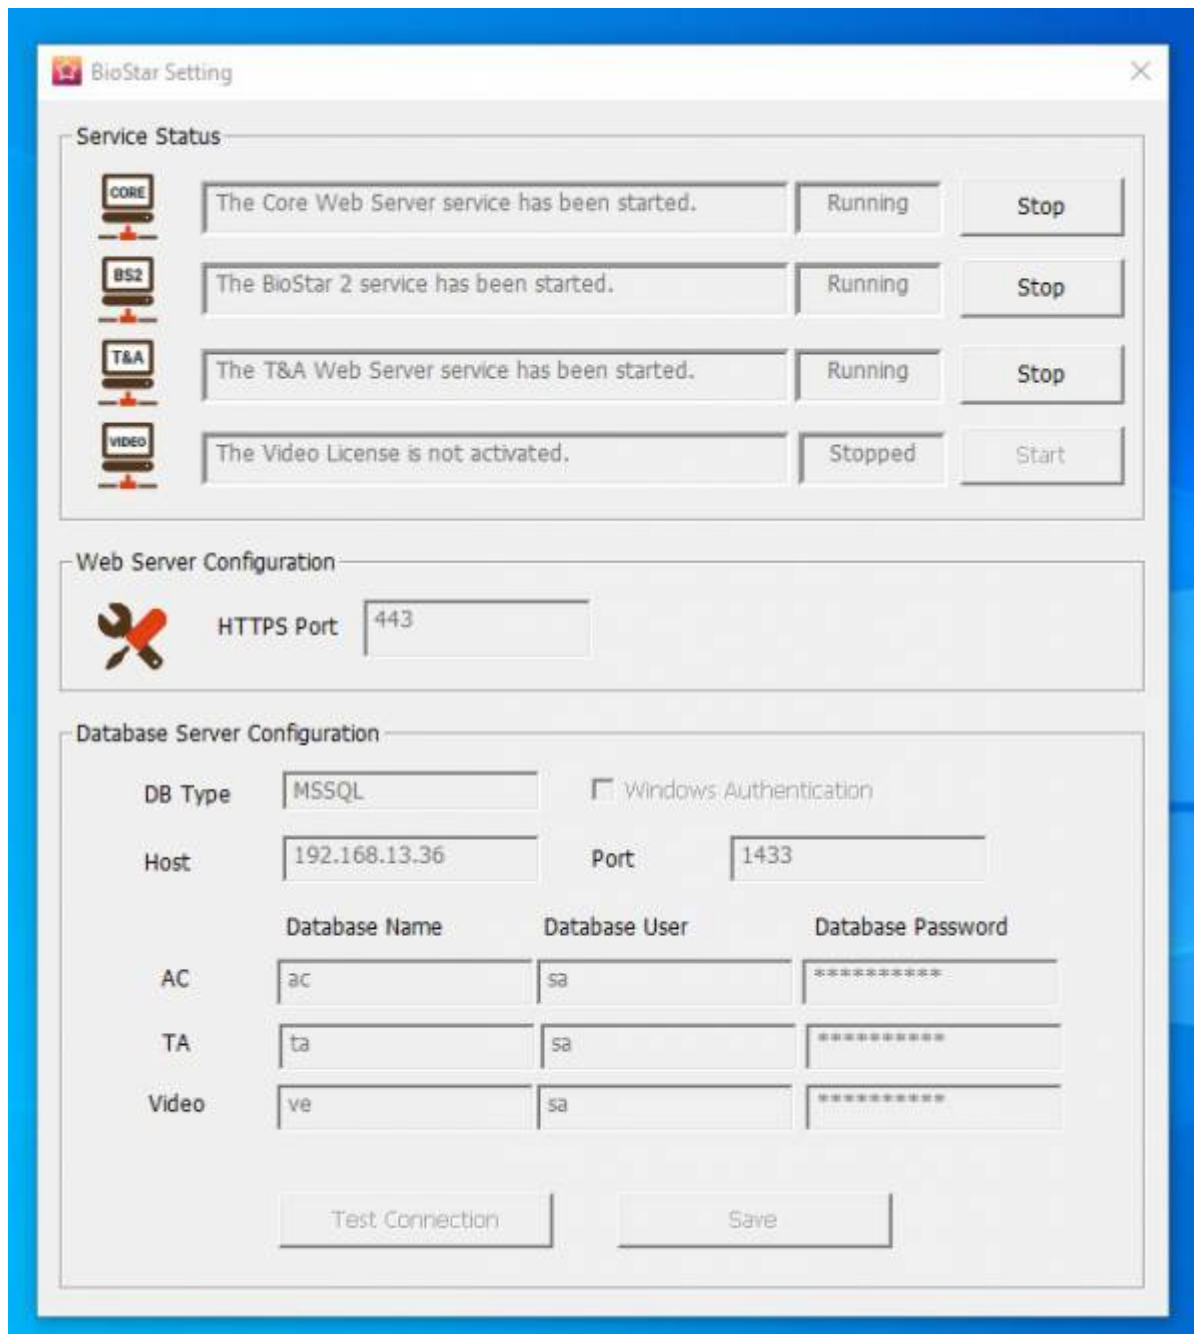 BioStar Setting
Service Status
CORE The Core Web Server service has been started. Running Stop
BS2 The BioStar 2 service has been started. Running Stop
T&A The T&A Web Server service has been started. Running Stop
VIDEO The Video License is not activated. Stopped Start
Web Server Configuration
HTTPS Port 443
Database Server Configuration
DB Type MSSQL Windows Authentication
Host 192.168.13.36 Port 1433
Database Name Database User Database Password
AC ac sa **********
TA ta sa **********
Video ve sa **********
Test Connection Save